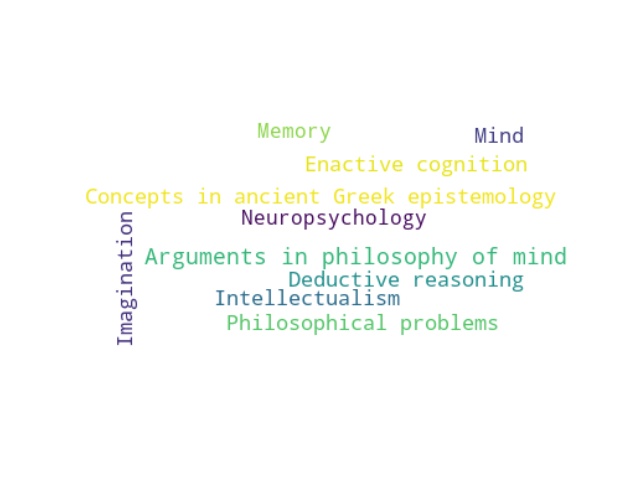 Memory
Mind
Enactive cognition
Concepts in ancient Greek epistemology
Neuropsychology
Imagination
Arguments in philosophy of mind
Deductive reasoning
Intellectualism
Philosophical problems